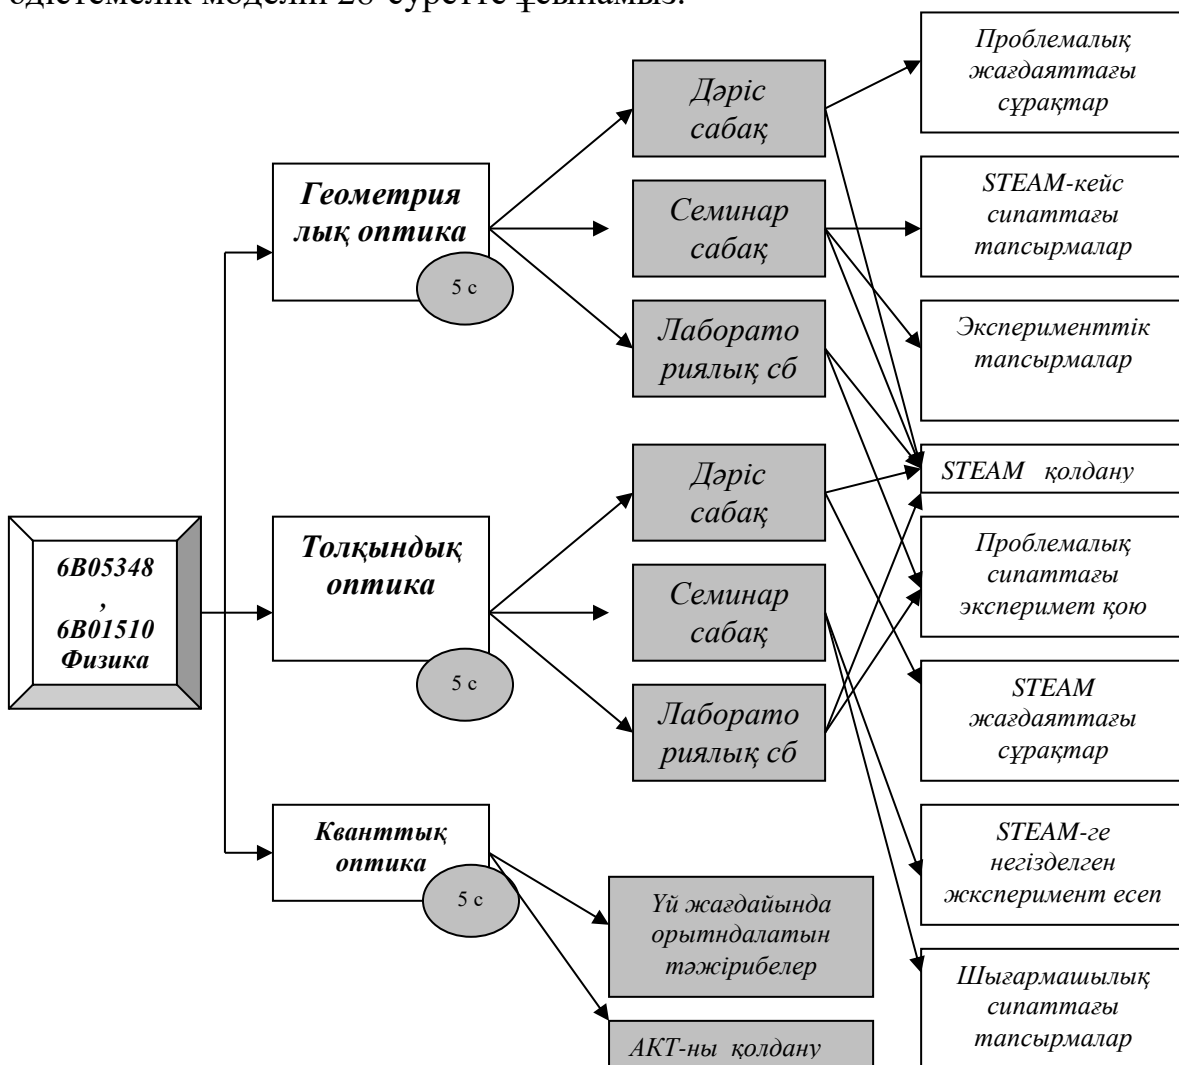 әдістемелік моделін 28-суретте ұсынамыз.
6B05348
,
6B01510
Физика
Геометрия
лық оптика
5 с
Толқындық
оптика
5 с
Кванттық
оптика
5 с
Дәріс
сабақ
Семинар
сабақ
Лаборато
риялық сб
Дәріс
сабақ
Семинар
сабақ
Лаборато
риялық сб
Үй жағдайында
орытндалатын
тәжірибелер
АКТ-ны қолдану
Проблемалық
жағдаяттағы
сұрақтар
STEAM-кейс
сипаттағы
тапсырмалар
Эксперименттік
тапсырмалар
STEAM қолдану
Проблемалық
сипаттағы
эксперимет қою
STEAM
жағдаяттағы
сұрақтар
STEAM-ге
негізделген
жксперимент есеп
Шығармашылық
сипаттағы
тапсырмалар